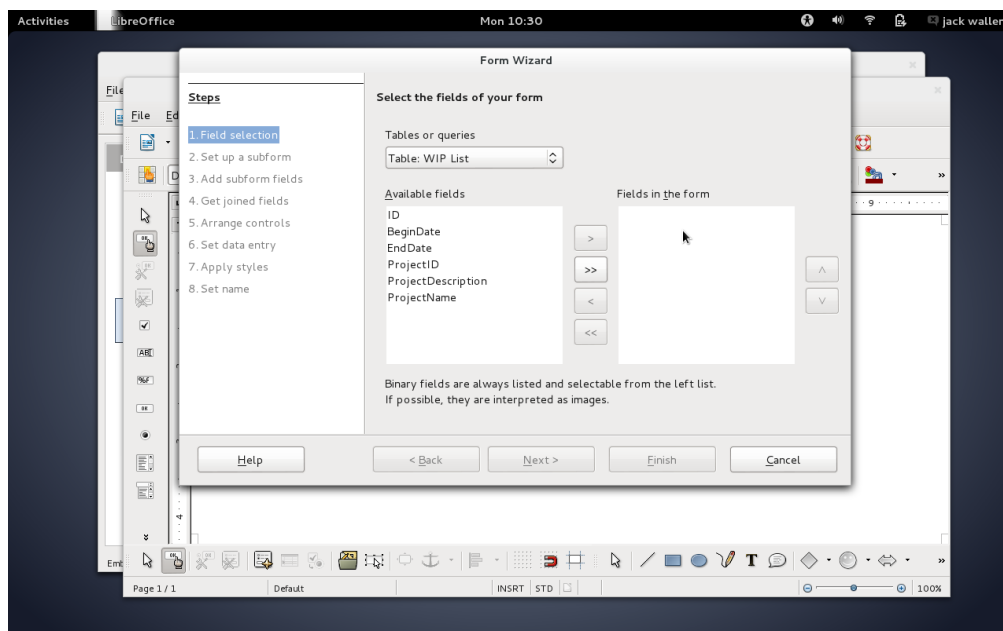 Activities LibreOffice Mon 10:30 jack waller
Form Wizard
File
File Ed
Steps
1. Field selection
2. Set up a subform
3. Add subform fields
4. Get joined fields
5. Arrange controls
6. Set data entry
7. Apply styles
8. Set name
Select the fields of your form
Tables or queries
Table: WIP List
Available fields
ID
BeginDate
EndDate
ProjectID
ProjectDescription
ProjectName
>
>>
<
<<
Fields in the form
Binary fields are always listed and selectable from the left list.
If possible, they are interpreted as images.
Help < Back Next > Finish Cancel
9
4
Emb
Page 1 / 1 Default INSRT STD 100%